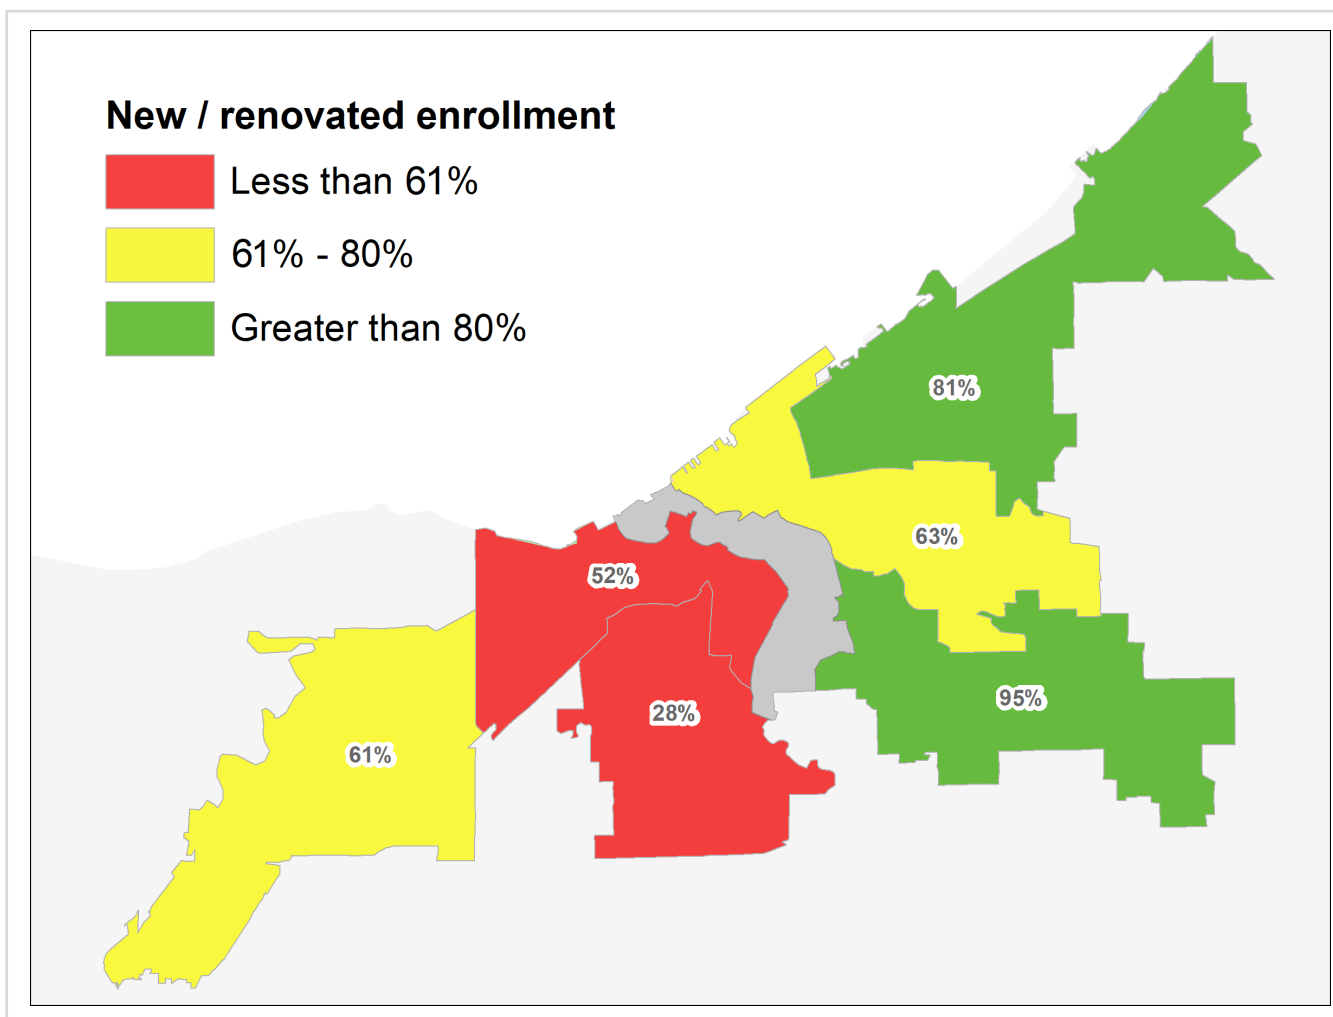 New / renovated enrollment
Less than 61%
61% - 80%
Greater than 80%
81%
63%
52%
95%
28%
61%